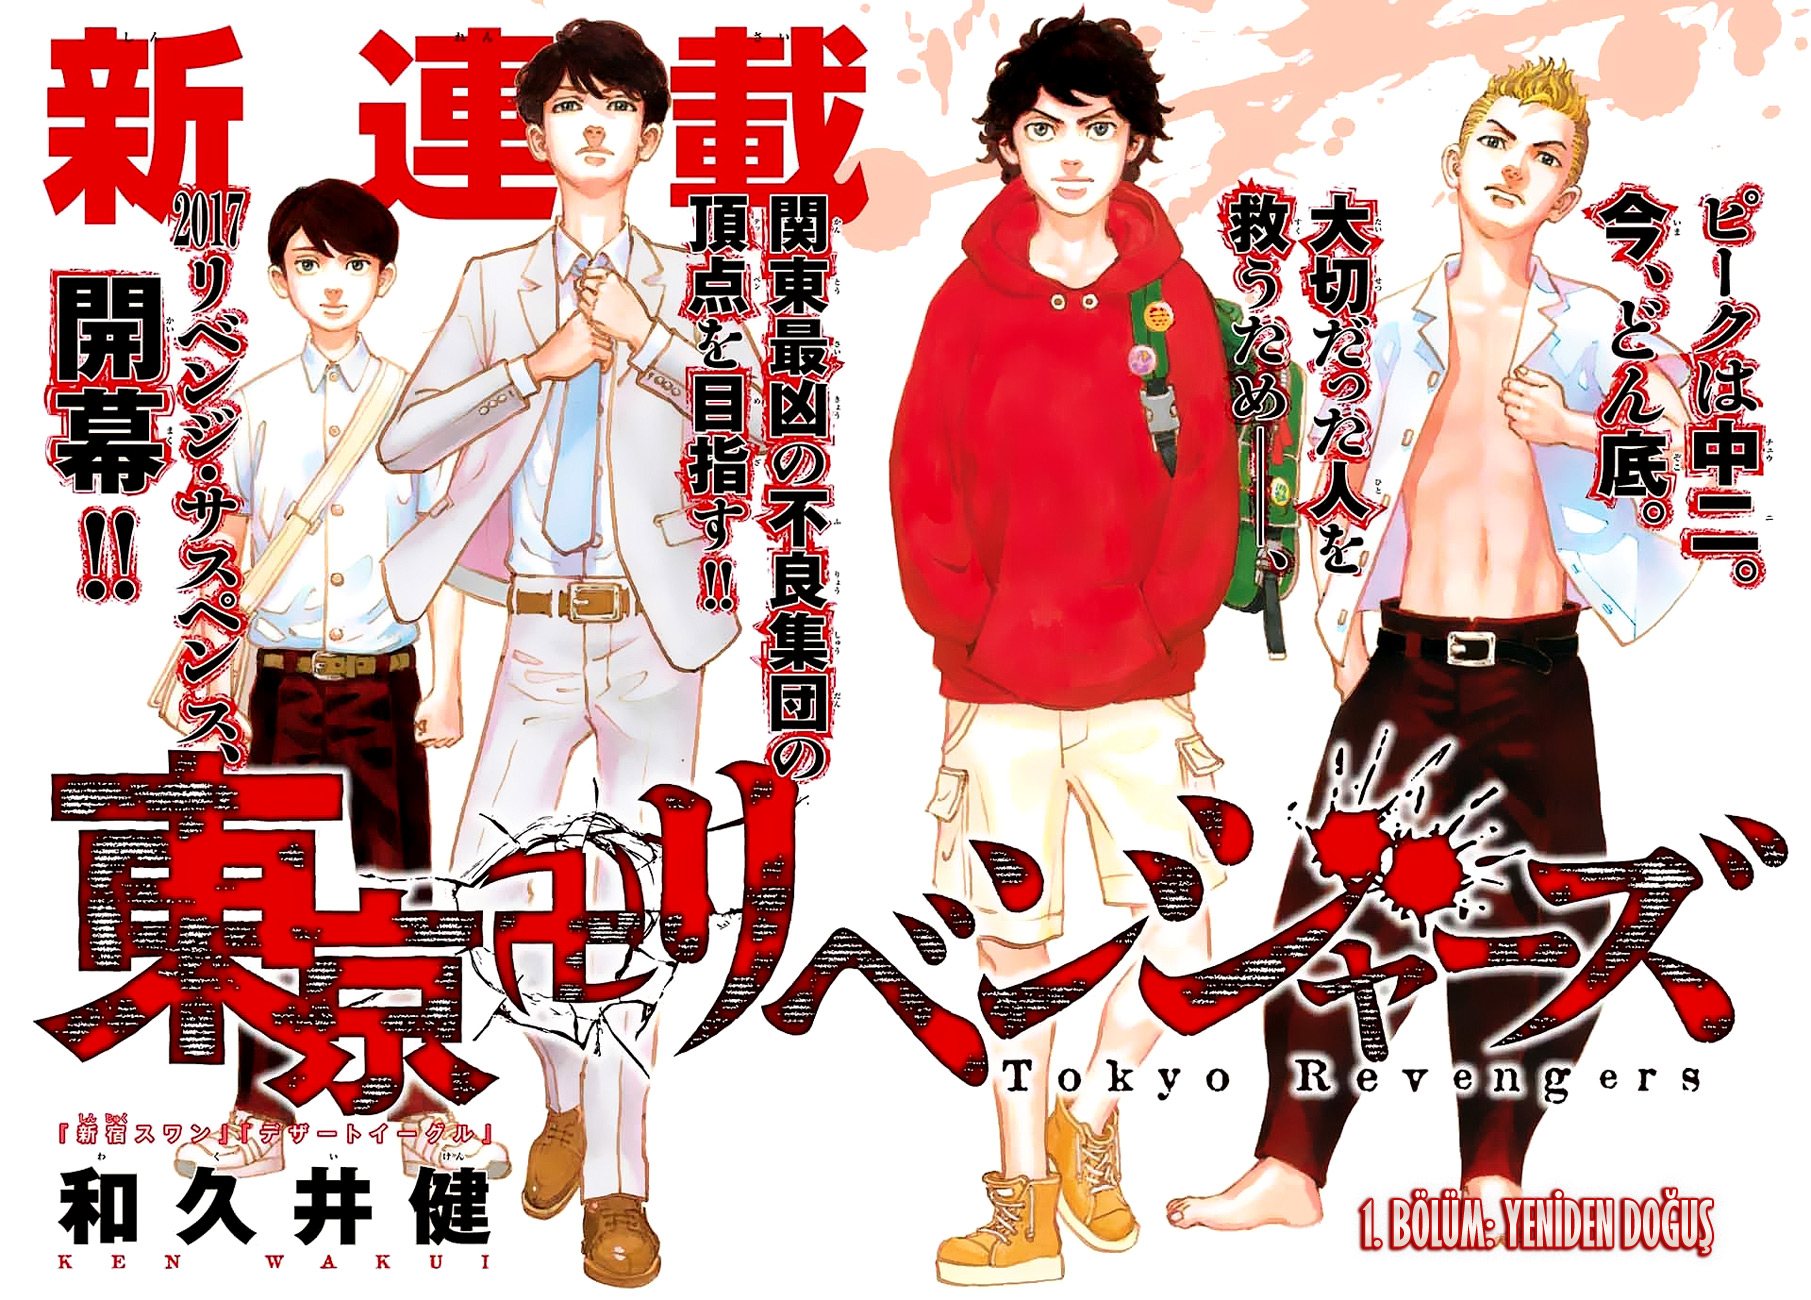 新連載
ピークは中二。
今、どん底。
大切だった人を
救うため――、
関東最凶の不良集団の
頂点を目指す!!
2017リベンジ・サスペンス、
開幕!!
東京卍リベンジャーズ
Tokyo Revengers
『新宿スワン』『デザートイーグル』
和久井健
KEN WAKUI
1. BÖLÜM: YENİDEN DOĞUŞ